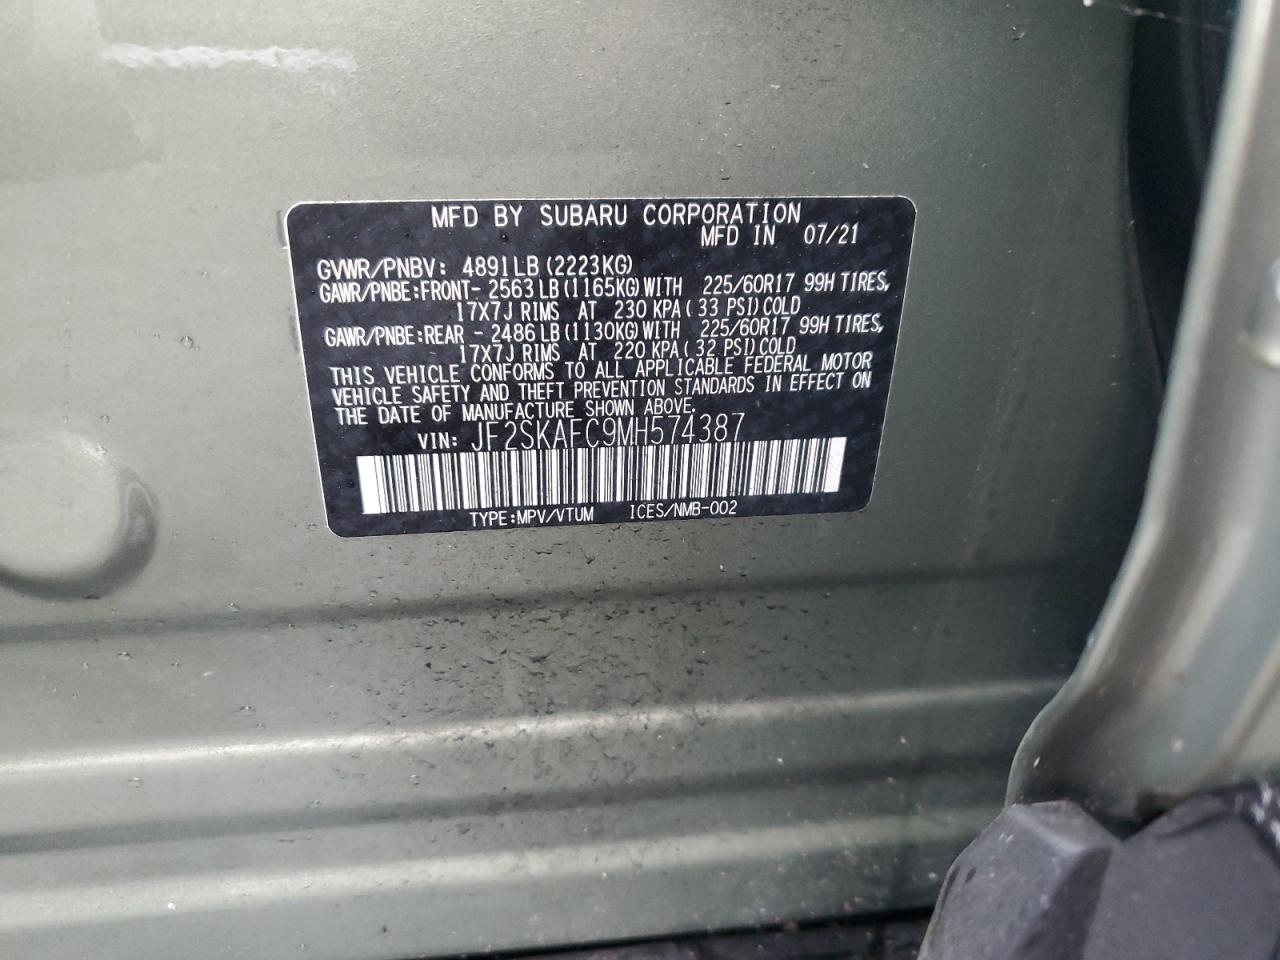 MFD BY SUBARU CORPORATION
MFD IN 07/21
GVWR/PNBV: 4891LB (2223KG)
GAWR/PNBE:FRONT- 2563LB (1165KG) WITH 225/60R17 99H TIRES,
17X7J RIMS AT 230 KPA( 33 PSI) COLD
GAWR/PNBE:REAR - 2486LB (1130KG) WITH 225/60R17 99H TIRES,
17X7J RIMS AT 220 KPA( 32 PSI) COLD
THIS VEHICLE CONFORMS TO ALL APPLICABLE FEDERAL MOTOR
VEHICLE SAFETY AND THEFT PREVENTION STANDARDS IN EFFECT ON
THE DATE OF MANUFACTURE SHOWN ABOVE.
VIN: JF2SKAFC9MH574387
TYPE:MPV/VTUM ICES/NMB-002